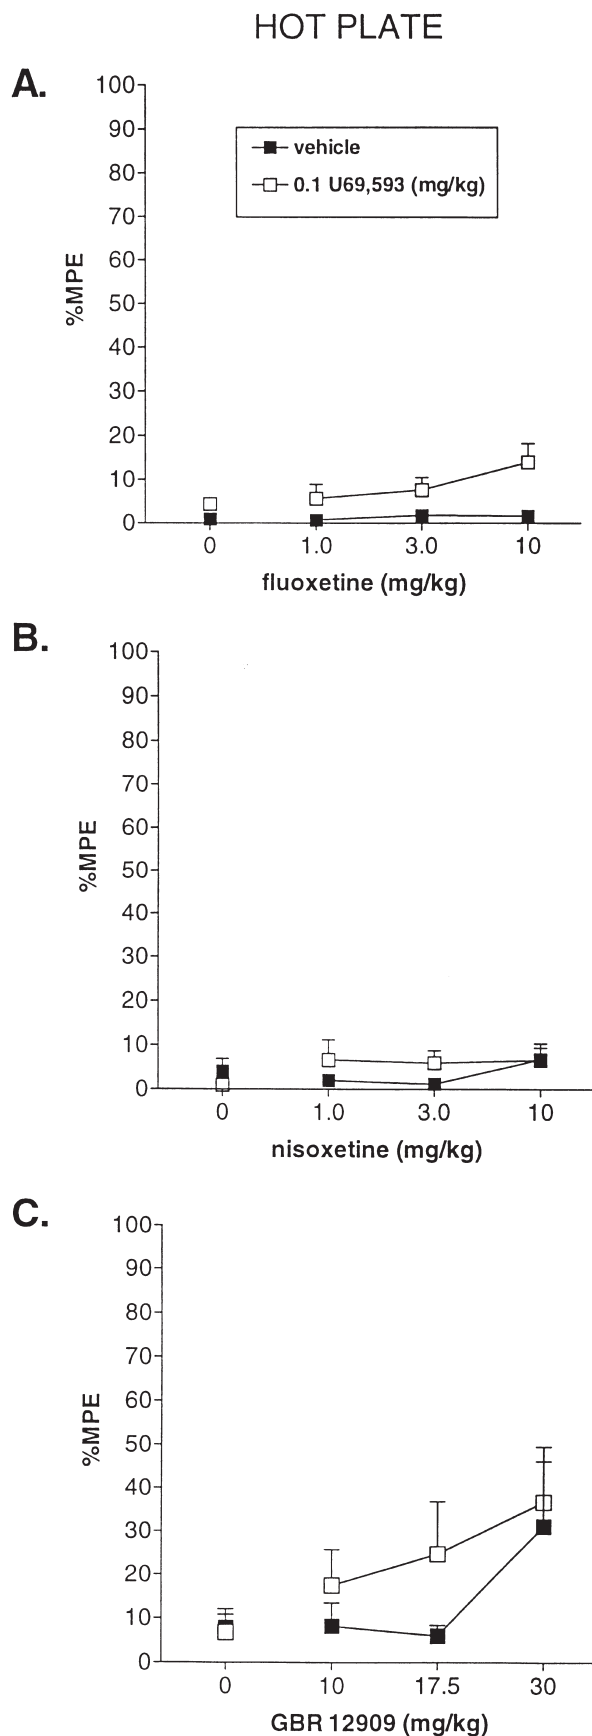 HOT PLATE
A.
100
90
80
70
60
50
40
30
20
10
0
%MPE
vehicle
0.1 U69,593 (mg/kg)
0 1.0 3.0 10
fluoxetine (mg/kg)
B.
100
90
80
70
60
50
40
30
20
10
0
%MPE
0 1.0 3.0 10
nisoxetine (mg/kg)
C.
100
90
80
70
60
50
40
30
20
10
0
%MPE
0 10 17.5 30
GBR 12909 (mg/kg)